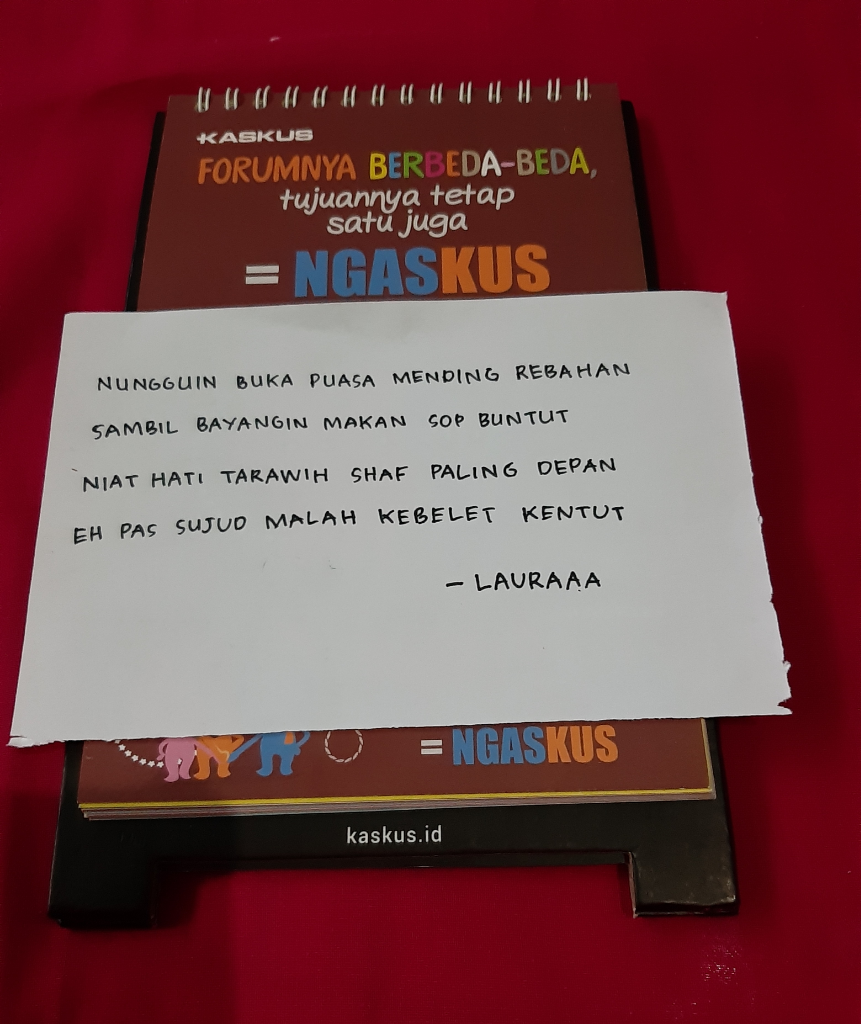 KASKUS
FORUMNYA BERBEDA-BEDA,
tujuannya tetap
satu juga
= NGASKUS
NUNGGUIN BUKA PUASA MENDING REBAHAN
SAMBIL BAYANGIN MAKAN SOP BUNTUT
NIAT HATI TARAWIH SHAF PALING DEPAN
EH PAS SUJUD MALAH KEBELET KENTUT
– LAURAAA
= NGASKUS
kaskus.id